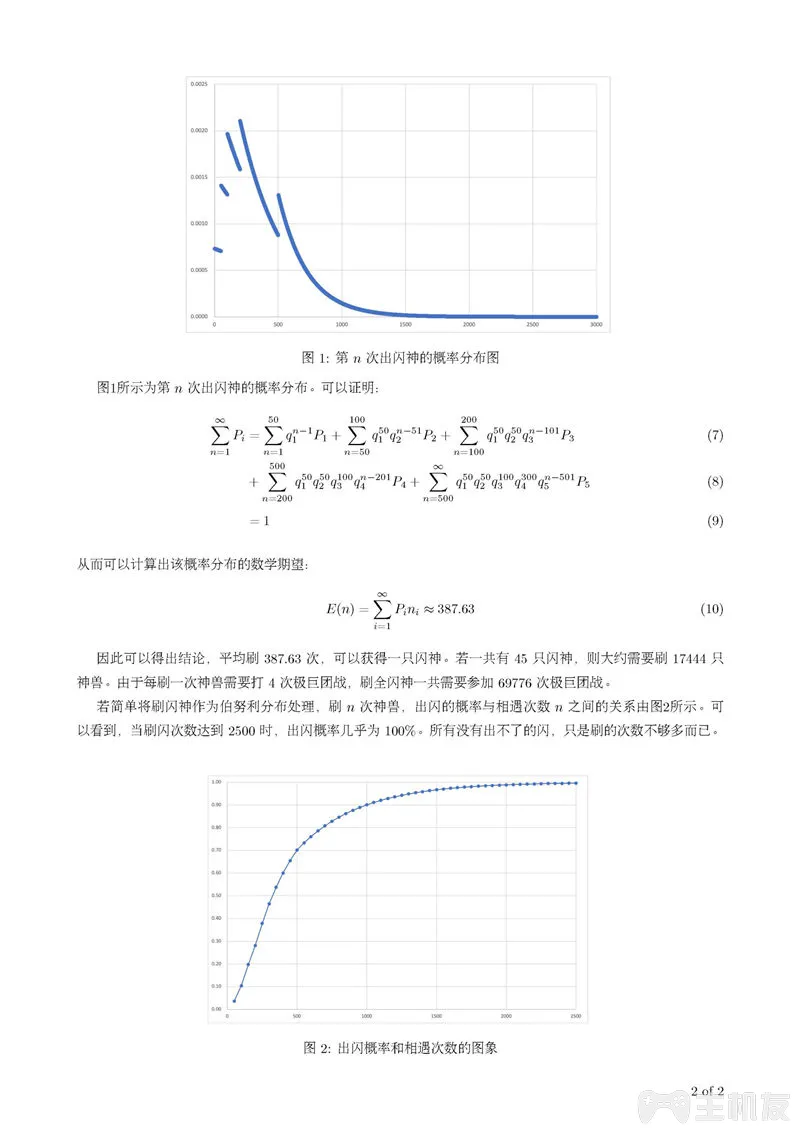 0.0025
0.0020
0.0015
0.0010
0.0005
0.0000
0 500 1000 1500 2000 2500 3000
图 1: 第 n 次出闪神的概率分布图
图1所示为第 n 次出闪神的概率分布。可以证明:
\sum_{n=1}^{\infty} P_i = \sum_{n=1}^{50} q_1^{n-1} P_1 + \sum_{n=50}^{100} q_1^{50} q_2^{n-51} P_2 + \sum_{n=100}^{200} q_1^{50} q_2^{50} q_3^{n-101} P_3 (7)
+ \sum_{n=200}^{500} q_1^{50} q_2^{50} q_3^{100} q_4^{n-201} P_4 + \sum_{n=500}^{\infty} q_1^{50} q_2^{50} q_3^{100} q_4^{300} q_5^{n-501} P_5 (8)
= 1 (9)
从而可以计算出该概率分布的数学期望:
E(n) = \sum_{i=1}^{\infty} P_i n_i ≈ 387.63 (10)
因此可以得出结论，平均刷 387.63 次，可以获得一只闪神。若一共有 45 只闪神，则大约需要刷 17444 只
神兽。由于每刷一次神兽需要打 4 次极巨团战，刷全闪神一共需要参加 69776 次极巨团战。
若简单将刷闪神作为伯努利分布处理，刷 n 次神兽，出闪的概率与相遇次数 n 之间的关系由图2所示。可
以看到，当刷闪次数达到 2500 时，出闪概率几乎为 100%。所有没有出不了的闪，只是刷的次数不够多而已。
1.00
0.90
0.80
0.70
0.60
0.50
0.40
0.30
0.20
0.10
0.00
0 500 1000 1500 2000 2500
图 2: 出闪概率和相遇次数的图象
2 of 2
主机友